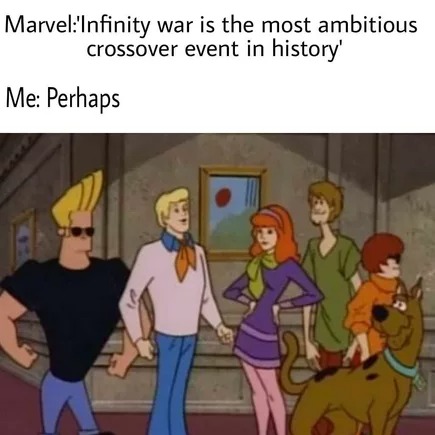 Marvel:'Infinity war is the most ambitious
crossover event in history'
Me: Perhaps